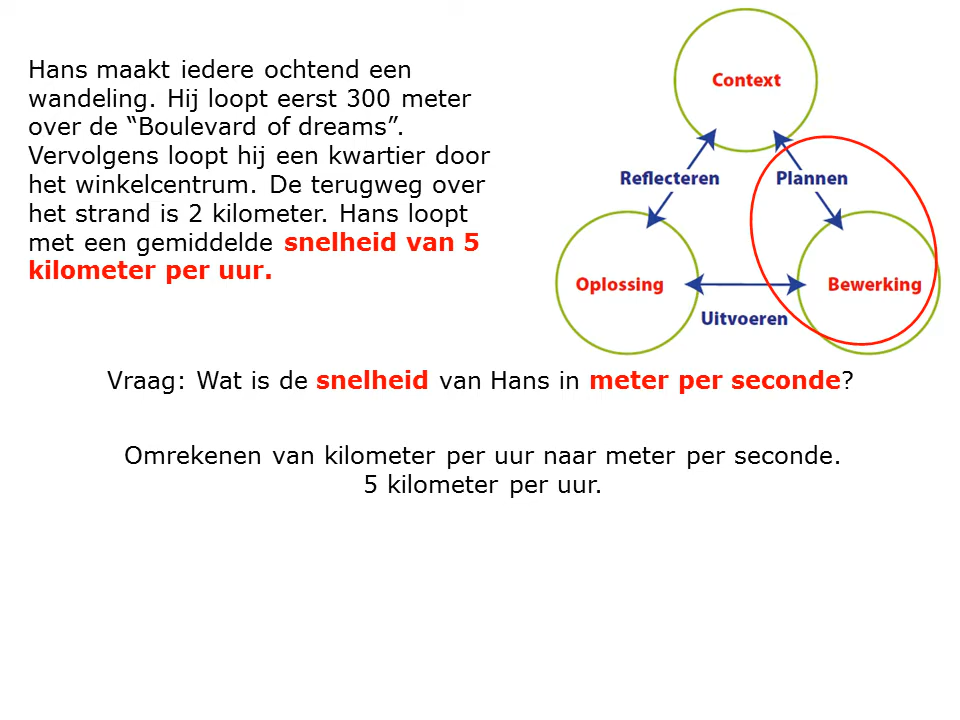 Hans maakt iedere ochtend een
wandeling. Hij loopt eerst 300 meter
over de “Boulevard of dreams”.
Vervolgens loopt hij een kwartier door
het winkelcentrum. De terugweg over
het strand is 2 kilometer. Hans loopt
met een gemiddelde snelheid van 5
kilometer per uur.
Context
Reflecteren
Plannen
Oplossing
Bewerking
Uitvoeren
Vraag: Wat is de snelheid van Hans in meter per seconde?
Omrekenen van kilometer per uur naar meter per seconde.
5 kilometer per uur.